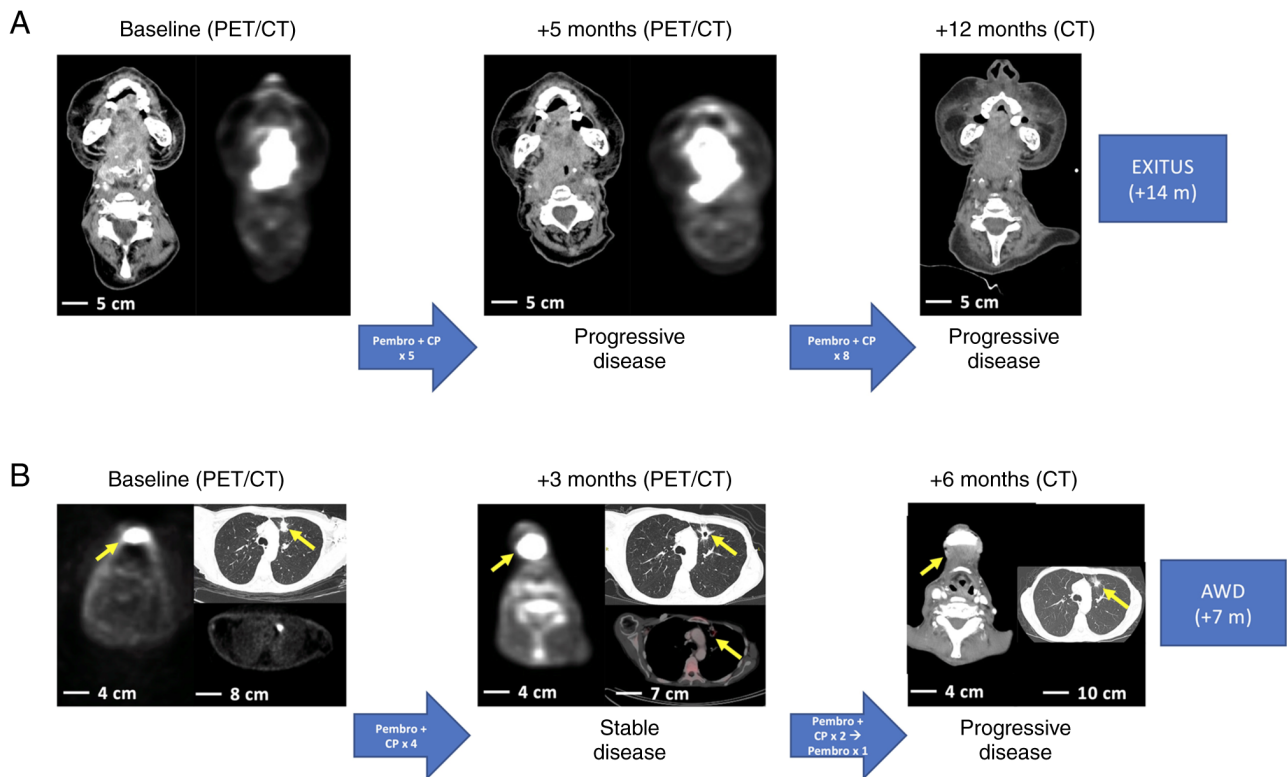 A
Baseline (PET/CT)
+5 months (PET/CT)
+12 months (CT)
5 cm
5 cm
5 cm
Pembro + CP
x 5
Progressive
disease
Pembro + CP
x 8
Progressive
disease
EXITUS
(+14 m)
B
Baseline (PET/CT)
+3 months (PET/CT)
+6 months (CT)
4 cm
8 cm
4 cm
7 cm
4 cm
10 cm
Pembro +
CP x 4
Stable
disease
Pembro +
CP x 2 →
Pembro x 1
Progressive
disease
AWD
(+7 m)